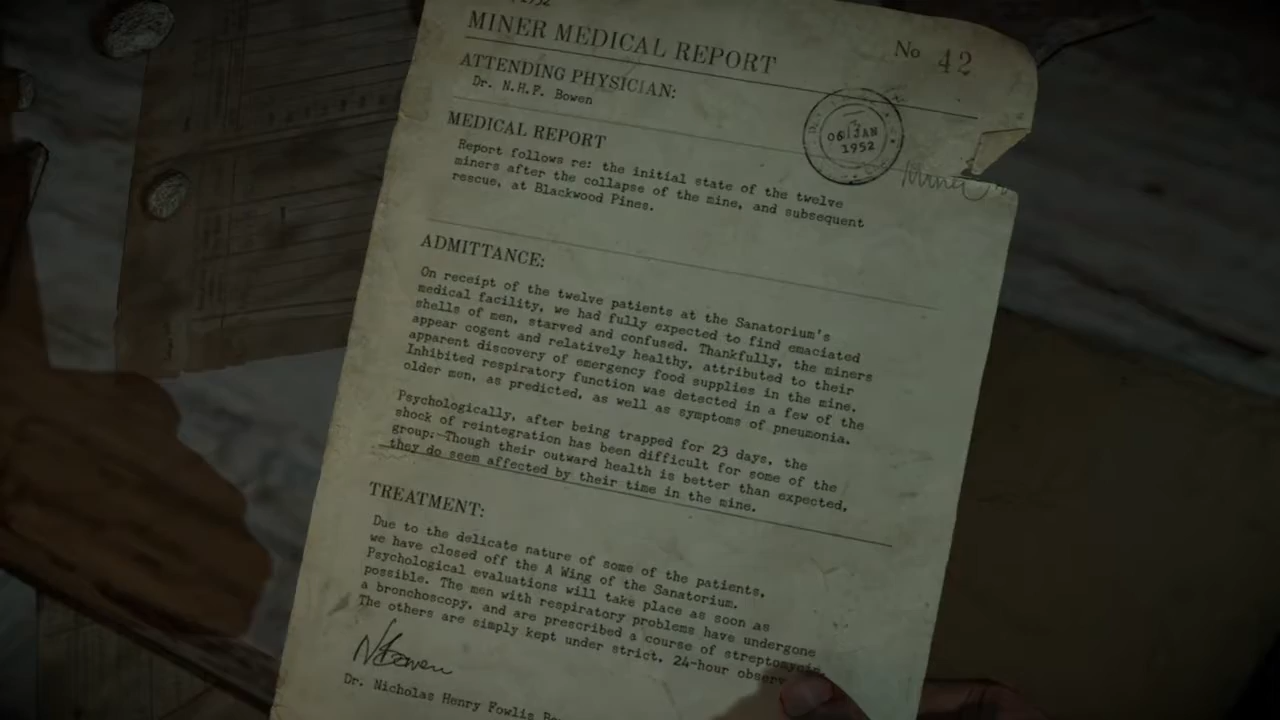 MINER MEDICAL REPORT
No 42
ATTENDING PHYSICIAN:
Dr. N.H.F. Bowen
06 JAN
1952
MEDICAL REPORT
Report follows re: the initial state of the twelve
miners after the collapse of the mine, and subsequent
rescue, at Blackwood Pines.
ADMITTANCE:
On receipt of the twelve patients at the Sanatorium's
medical facility, we had fully expected to find emaciated
shells of men, starved and confused. Thankfully, the miners
appear cogent and relatively healthy, attributed to their
apparent discovery of emergency food supplies in the mine.
Inhibited respiratory function was detected in a few of the
older men, as predicted, as well as symptoms of pneumonia.
Psychologically, after being trapped for 23 days, the
shock of reintegration has been difficult for some of the
group. Though their outward health is better than expected,
they do seem affected by their time in the mine.
TREATMENT:
Due to the delicate nature of some of the patients,
we have closed off the A Wing of the Sanatorium.
Psychological evaluations will take place as soon as
possible. The men with respiratory problems have undergone
a bronchoscopy, and are prescribed a course of streptomycin.
The others are simply kept under strict, 24-hour observ
NBowen
Dr. Nicholas Henry Fowlis Bo